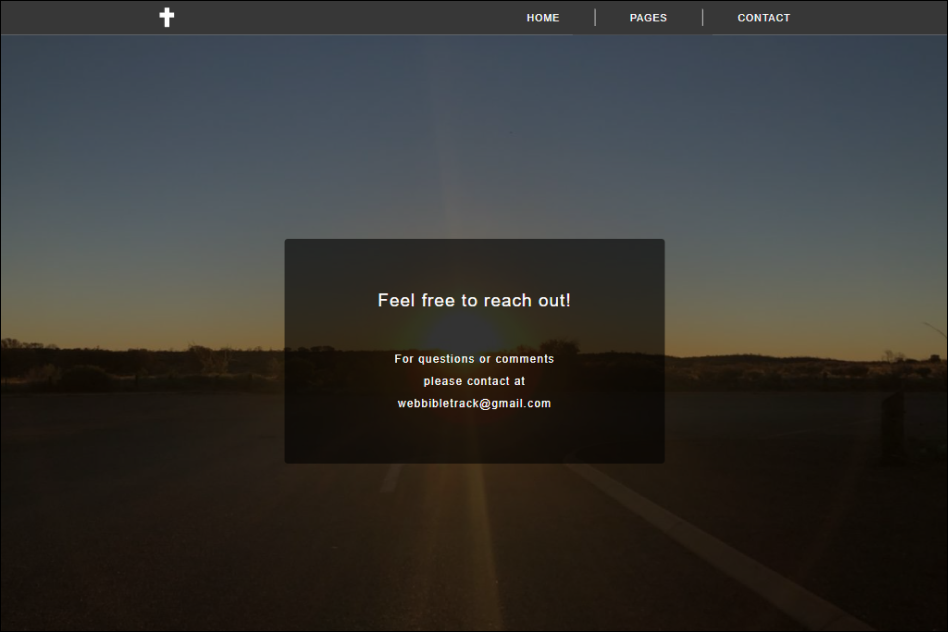 HOME
PAGES
CONTACT
Feel free to reach out!
For questions or comments
please contact at
webbibletrack@gmail.com